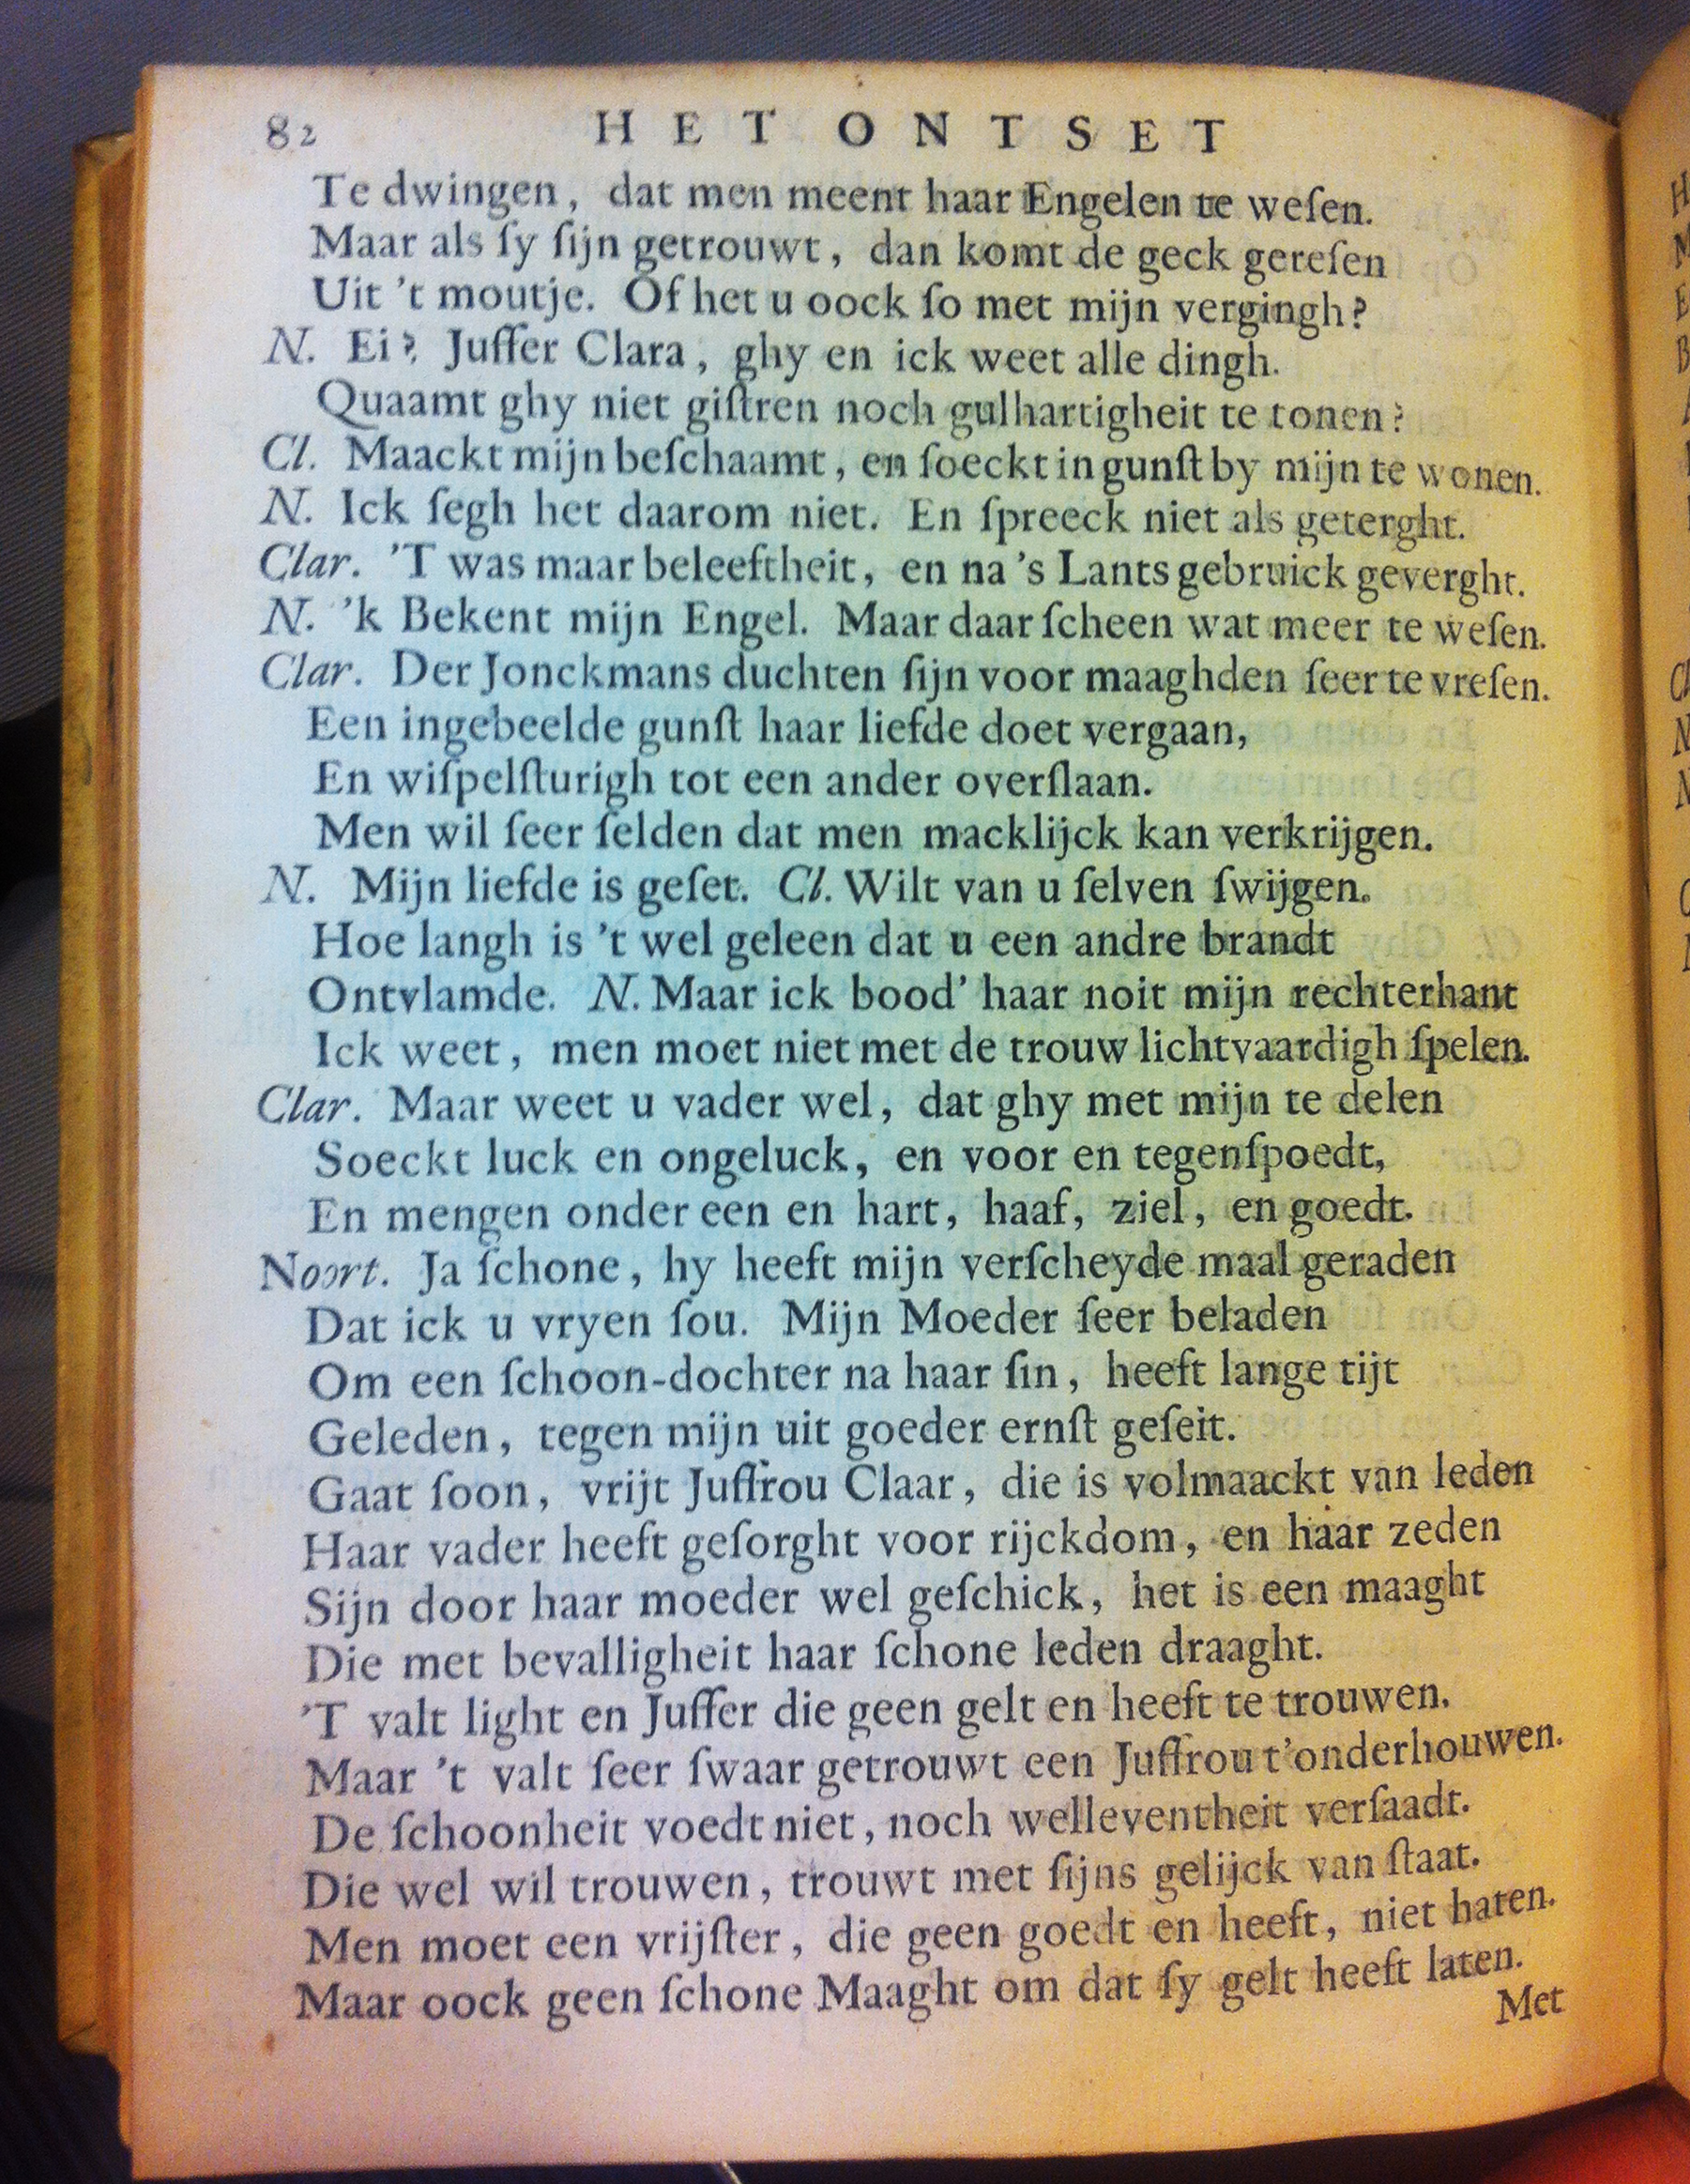 82 HET ONTSET
Te dwingen, dat men meent haar Engelen te weſen.
Maar als ſy ſijn getrouwt, dan komt de geck gereſen
Uit 't moutje. Of het u oock ſo met mijn vergingh?
N. Ei? Juffer Clara, ghy en ick weet alle dingh.
Quaamt ghy niet giſtren noch gulhartigheit te tonen?
Cl. Maackt mijn beſchaamt, en ſoeckt in gunſt by mijn te wonen.
N. Ick ſegh het daarom niet. En ſpreeck niet als geterght.
Clar. 'T was maar beleeftheit, en na 's Lants gebruick geverght.
N. 'k Bekent mijn Engel. Maar daar ſcheen wat meer te weſen.
Clar. Der Jonckmans duchten ſijn voor maaghden ſeer te vreſen.
Een ingebeelde gunſt haar liefde doet vergaan,
En wiſpelſturigh tot een ander overſlaan.
Men wil ſeer ſelden dat men macklijck kan verkrijgen.
N. Mijn liefde is geſet. Cl. Wilt van u ſelven ſwijgen.
Hoe langh is 't wel geleen dat u een andre brandt
Ontvlamde. N. Maar ick bood' haar noit mijn rechterhant
Ick weet, men moet niet met de trouw lichtvaardigh ſpelen.
Clar. Maar weet u vader wel, dat ghy met mijn te delen
Soeckt luck en ongeluck, en voor en tegenſpoedt,
En mengen onder een en hart, haaf, ziel, en goedt.
Noort. Ja ſchone, hy heeft mijn verſcheyde maal geraden
Dat ick u vryen ſou. Mijn Moeder ſeer beladen
Om een ſchoon-dochter na haar ſin, heeft lange tijt
Geleden, tegen mijn uit goeder ernſt geſeit.
Gaat ſoon, vrijt Juffrou Claar, die is volmaackt van leden
Haar vader heeft geſorght voor rijckdom, en haar zeden
Sijn door haar moeder wel geſchick, het is een maaght
Die met bevalligheit haar ſchone leden draaght.
'T valt light en Juffer die geen gelt en heeft te trouwen.
Maar 't valt ſeer ſwaar getrouwt een Juffrou t'onderhouwen.
De ſchoonheit voedt niet, noch welleventheit verſaadt.
Die wel wil trouwen, trouwt met ſijns gelijck van ſtaat.
Men moet een vrijſter, die geen goedt en heeft, niet haten.
Maar oock geen ſchone Maaght om dat ſy gelt heeft laten.
Met